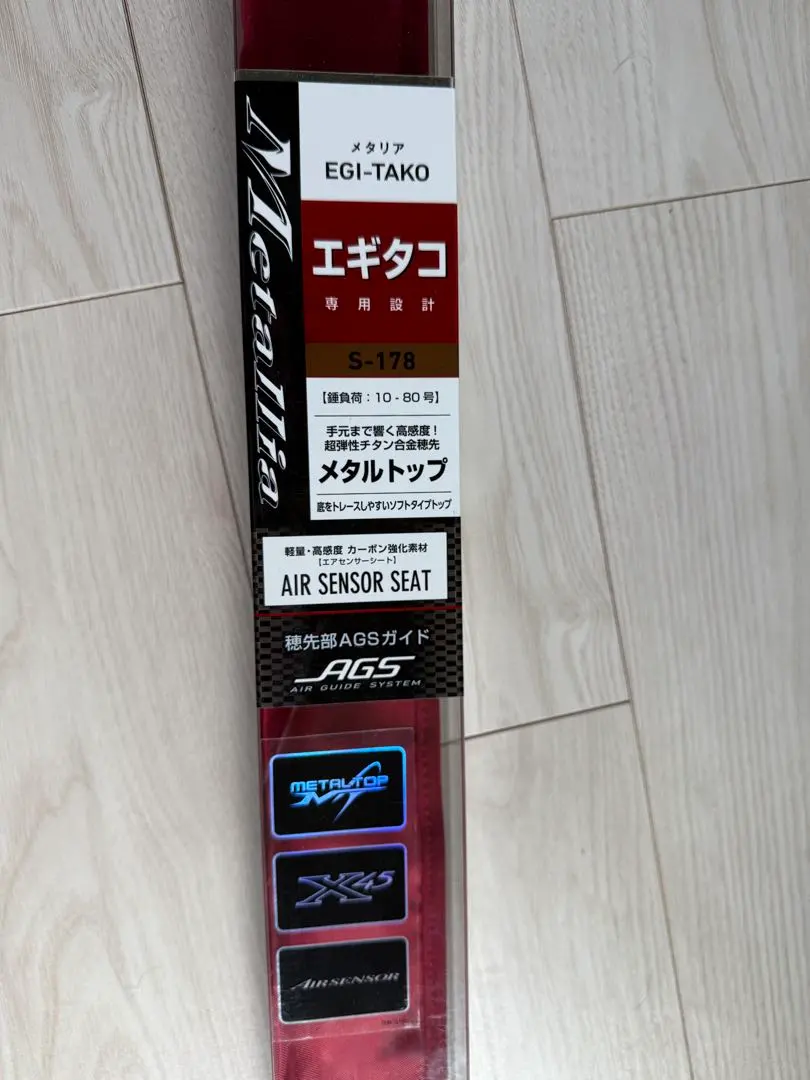 Metallia
メタリア
EGI-TAKO
エギタコ
専用設計
S-178
【錘負荷：10-80号】
手元まで響く高感度！
超弾性チタン合金穂先
メタルトップ
底をトレースしやすいソフトタイプトップ
軽量・高感度 カーボン強化素材
【エアセンサーシート】
AIR SENSOR SEAT
穂先部AGSガイド
AGS
AIR GUIDE SYSTEM
METALTOP
MT
X45
AIRSENSOR